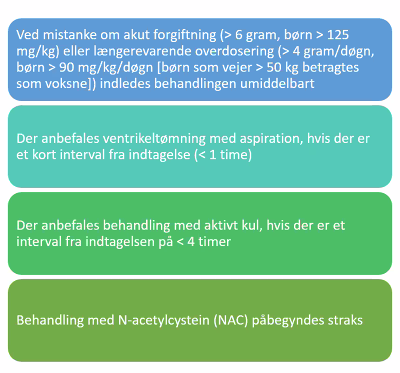 Ved mistanke om akut forgiftning (> 6 gram, børn > 125
mg/kg) eller længerevarende overdosering (> 4 gram/døgn,
børn > 90 mg/kg/døgn [børn som vejer > 50 kg betragtes
som voksne]) indledes behandlingen umiddelbart
Der anbefales ventrikeltømning med aspiration, hvis der er
et kort interval fra indtagelse (< 1 time)
Der anbefales behandling med aktivt kul, hvis der er et
interval fra indtagelsen på < 4 timer
Behandling med N-acetylcystein (NAC) påbegyndes straks